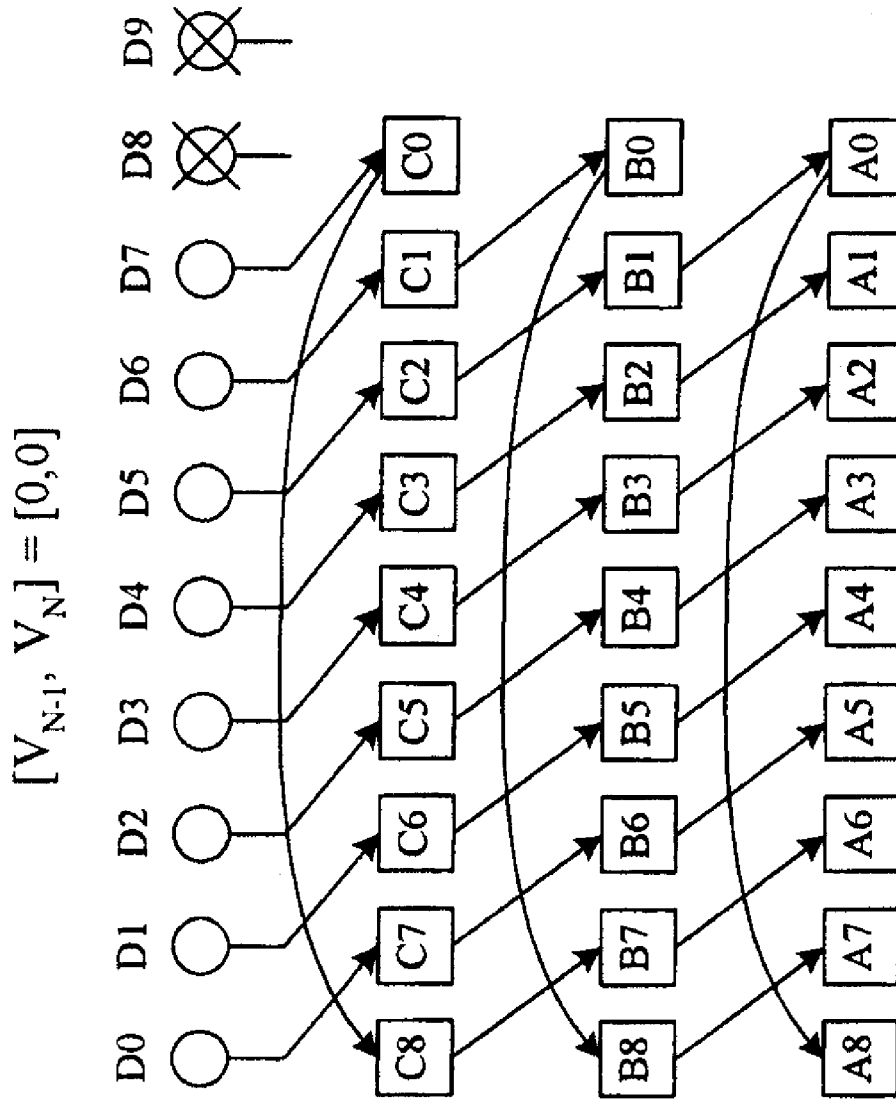 [V_{N-1}, V_N] = [0,0]
D0 D1 D2 D3 D4 D5 D6 D7 D8 D9
C8 C7 C6 C5 C4 C3 C2 C1 C0
B8 B7 B6 B5 B4 B3 B2 B1 B0
A8 A7 A6 A5 A4 A3 A2 A1 A0